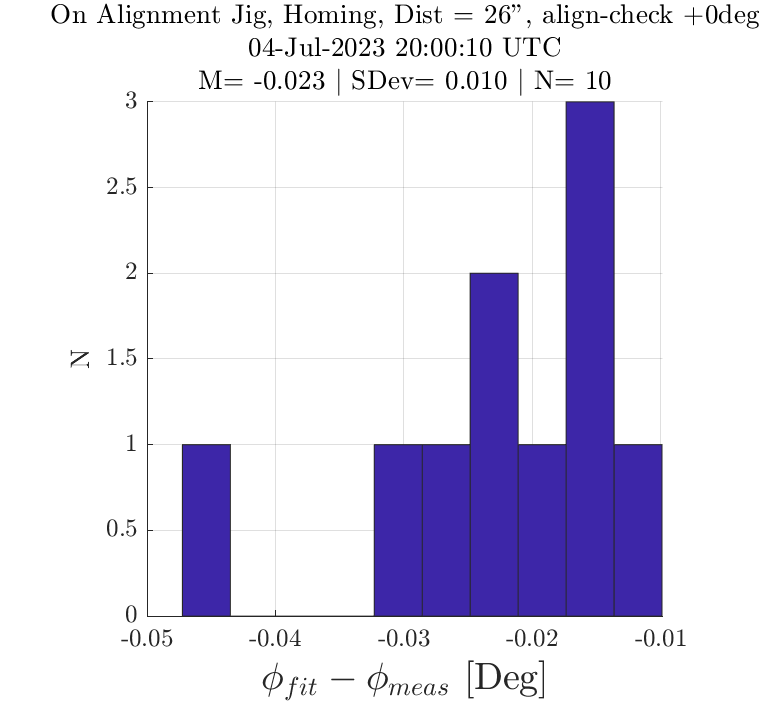 On Alignment Jig, Homing, Dist = 26”, align-check +0deg
04-Jul-2023 20:00:10 UTC
M= -0.023 | SDev= 0.010 | N= 10
3
2.5
2
1.5
1
0.5
0
N
-0.05 -0.04 -0.03 -0.02 -0.01
ϕfit − ϕmeas [Deg]